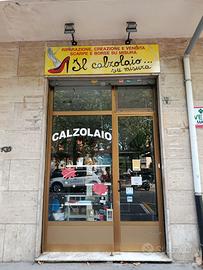 RIPARAZIONE, CREAZIONE E VENDITA
SCARPE E BORSE SU MISURA
Il calzolaio...
su misura
CALZOLAIO